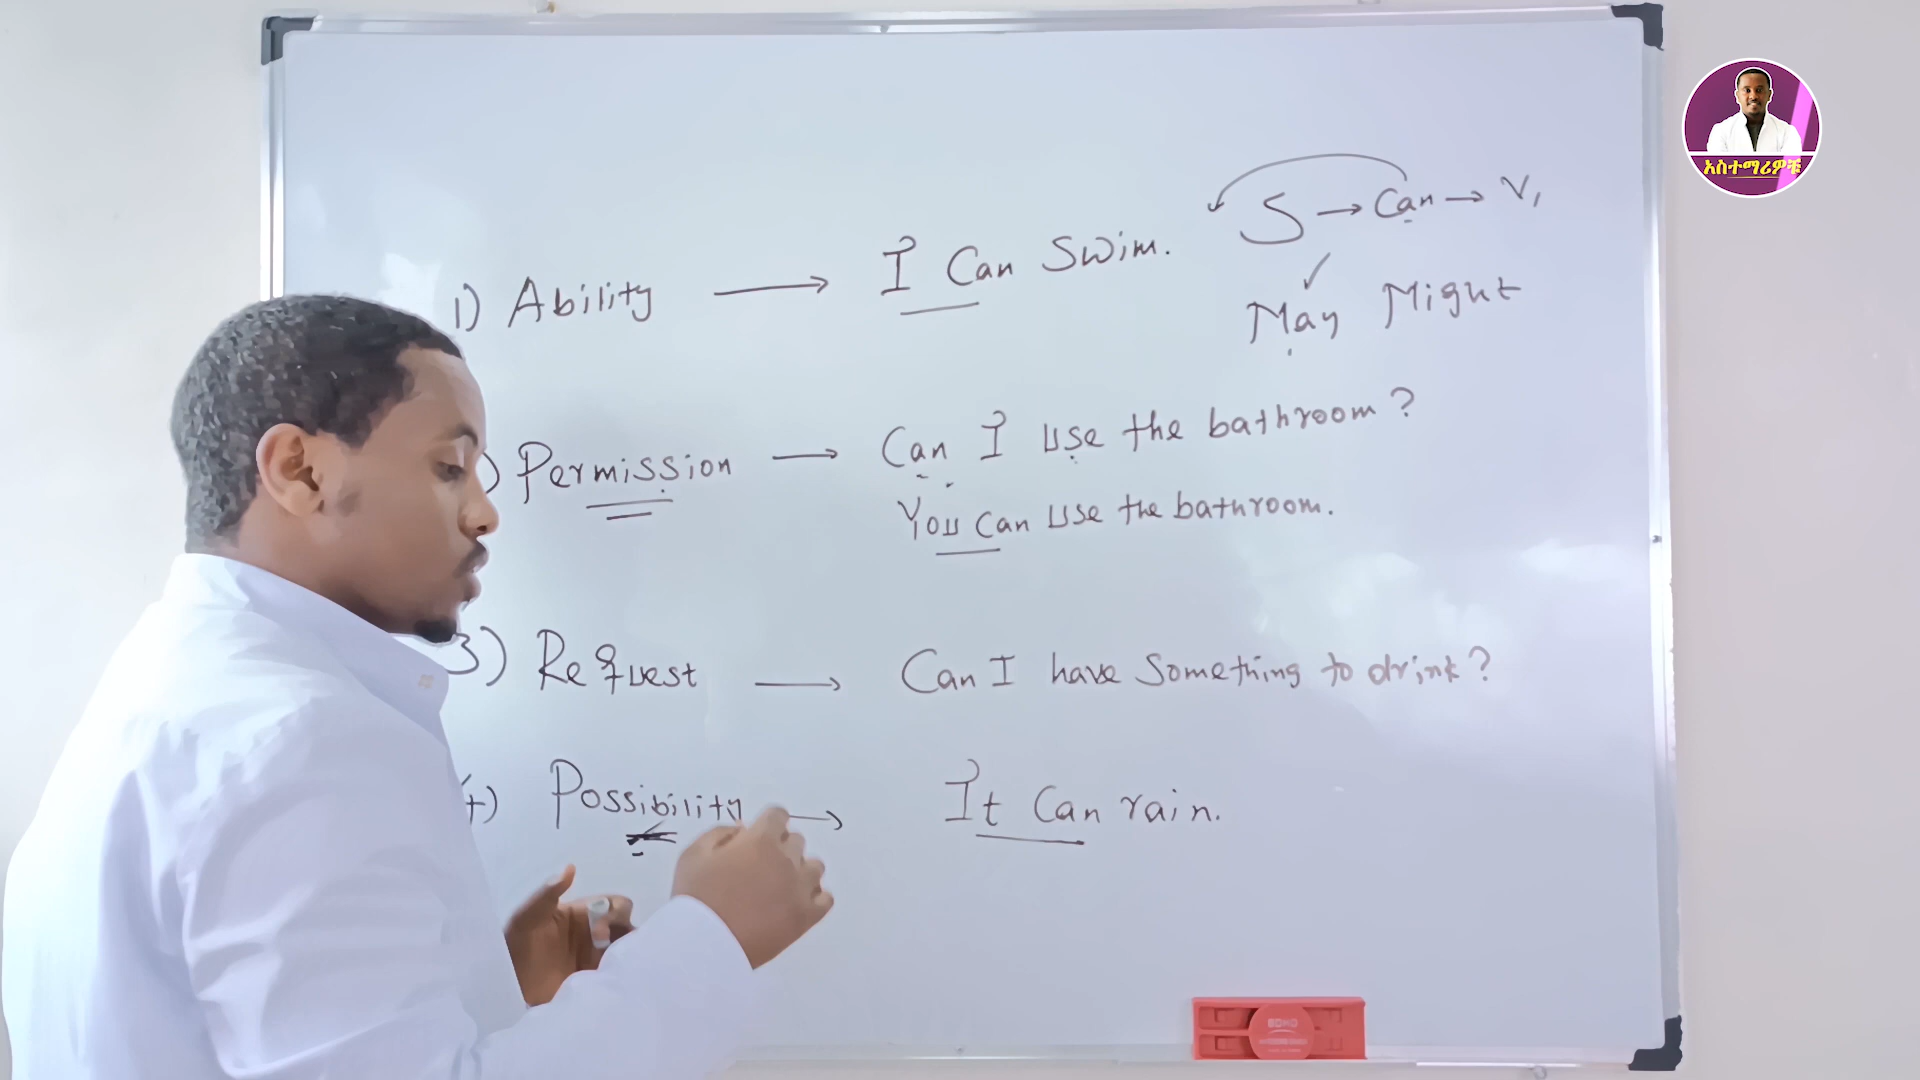 S → Can → V₁
1) Ability → I Can Swim.
May Might
) Permission → Can I use the bathroom?
You Can Use the bathroom.
3) Request → Can I have Something to drink?
4) Possibility → It Can rain.
አስተማሪዎቹ